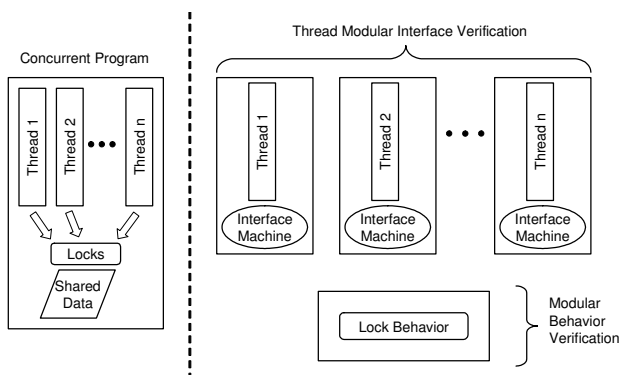 Concurrent Program
Thread 1
Thread 2
Thread n
Locks
Shared
Data
Thread Modular Interface Verification
Thread 1
Interface
Machine
Thread 2
Interface
Machine
Thread n
Interface
Machine
Lock Behavior
Modular
Behavior
Verification